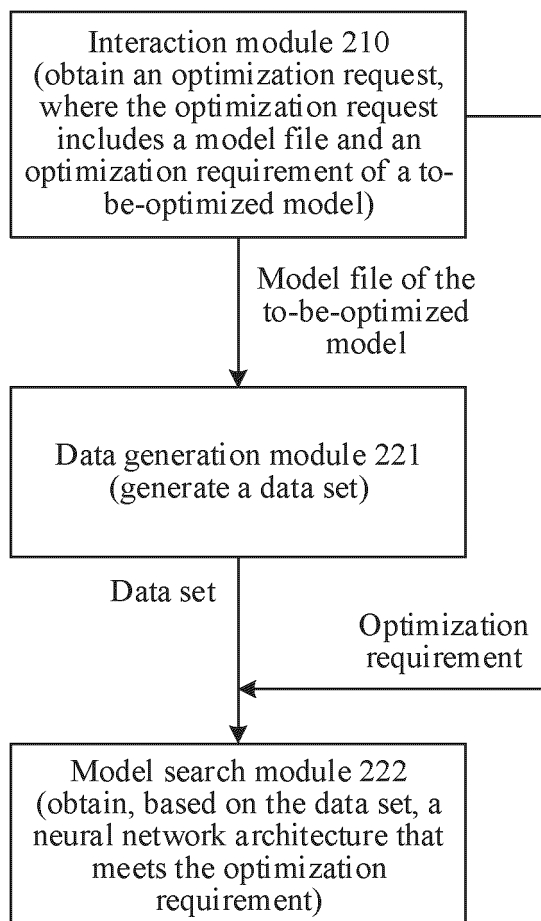 Interaction module 210
(obtain an optimization request,
where the optimization request
includes a model file and an
optimization requirement of a to-
be-optimized model)
Model file of the
to-be-optimized
model
Data generation module 221
(generate a data set)
Data set
Optimization
requirement
Model search module 222
(obtain, based on the data set, a
neural network architecture that
meets the optimization
requirement)